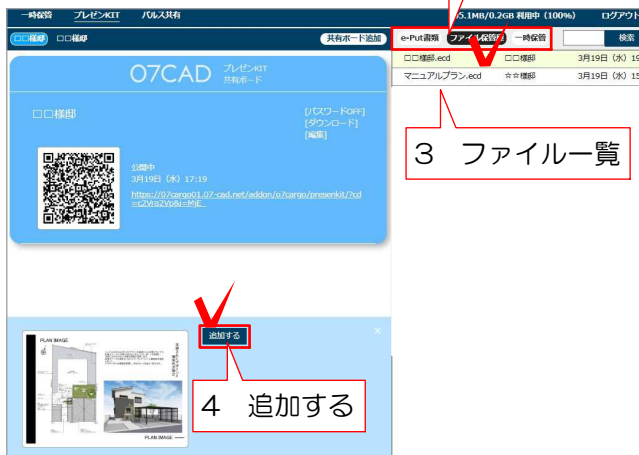 一時保管 プレゼンKIT パルス共有
05.1MB/0.2GB 利用中（100%） ログアウト
□□様邸 □□様邸 共有ボード追加
e-Put書類 ファイル保管 一時保管 検索
□□様邸.ecd □□様邸 3月19日（水）19
マニュアルプラン.ecd ☆☆様邸 3月19日（水）15
O7CAD プレゼンKIT
共有ボード
□□様邸
[パスワードOFF]
[ダウンロード]
[編集]
公開中
3月19日（水）17:19
https://07cargo01.07-cad.net/addon/o7cargo/presenkit/?cd
=c2Vra2Vp&i=MjE_
3 ファイル一覧
追加する
×
PLAN IMAGE
PLAN IMAGE
4 追加する